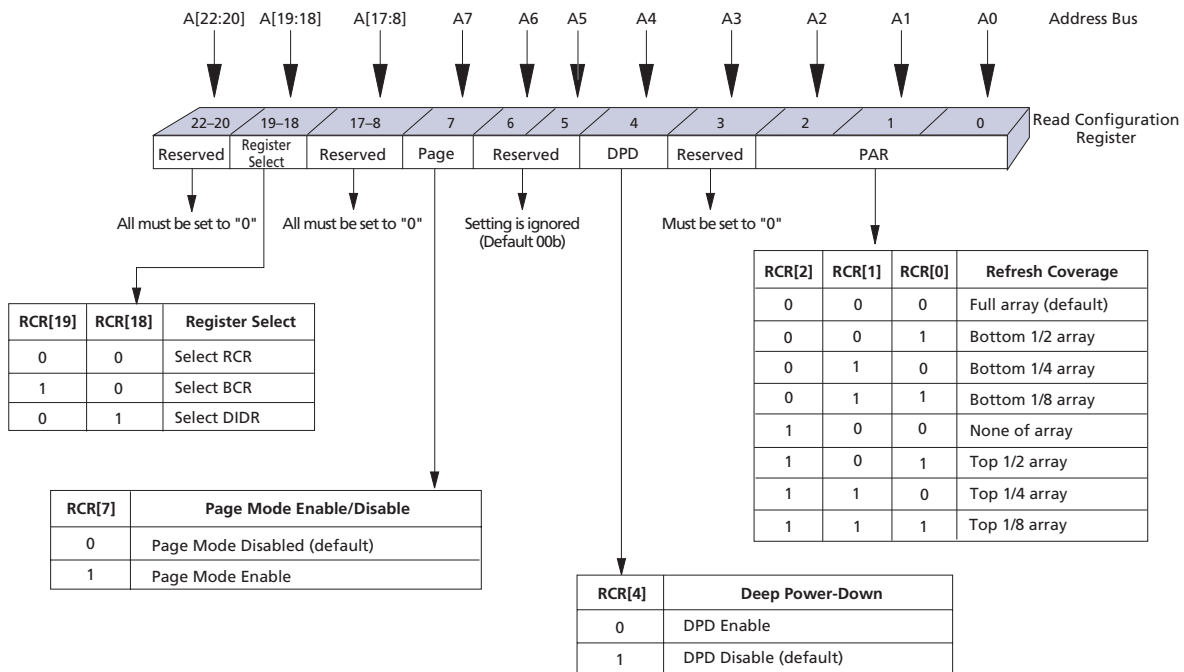 A[22:20] A[19:18] A[17:8] A7 A6 A5 A4 A3 A2 A1 A0 Address Bus
22–20 19–18 17–8 7 6 5 4 3 2 1 0
Read Configuration
Register
Reserved Register Select Reserved Page Reserved DPD Reserved PAR
All must be set to "0" All must be set to "0" Setting is ignored Must be set to "0"
(Default 00b)
RCR[19] RCR[18] Register Select
0 0 Select RCR
1 0 Select BCR
0 1 Select DIDR
RCR[2] RCR[1] RCR[0] Refresh Coverage
0 0 0 Full array (default)
0 0 1 Bottom 1/2 array
0 1 0 Bottom 1/4 array
0 1 1 Bottom 1/8 array
1 0 0 None of array
1 0 1 Top 1/2 array
1 1 0 Top 1/4 array
1 1 1 Top 1/8 array
RCR[7] Page Mode Enable/Disable
0 Page Mode Disabled (default)
1 Page Mode Enable
RCR[4] Deep Power-Down
0 DPD Enable
1 DPD Disable (default)